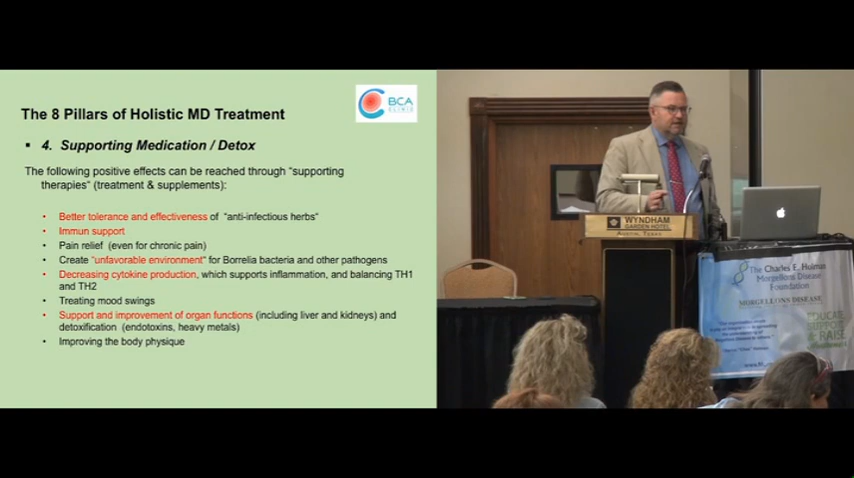 The 8 Pillars of Holistic MD Treatment
BCA
CLINIC
▪ 4. Supporting Medication / Detox
The following positive effects can be reached through “supporting
therapies” (treatment & supplements):
• Better tolerance and effectiveness of “anti-infectious herbs“
• Immun support
• Pain relief (even for chronic pain)
• Create “unfavorable environment“ for Borrelia bacteria and other pathogens
• Decreasing cytokine production, which supports inflammation, and balancing TH1
and TH2
• Treating mood swings
• Support and improvement of organ functions (including liver and kidneys) and
detoxification (endotoxins, heavy metals)
• Improving the body physique
WYNDHAM
GARDEN HOTEL
AUSTIN, TEXAS
The Charles E. Holman
Morgellons Disease
Foundation
MORGELLONS DISEASE
EDUCATE
SUPPORT
& RAISE